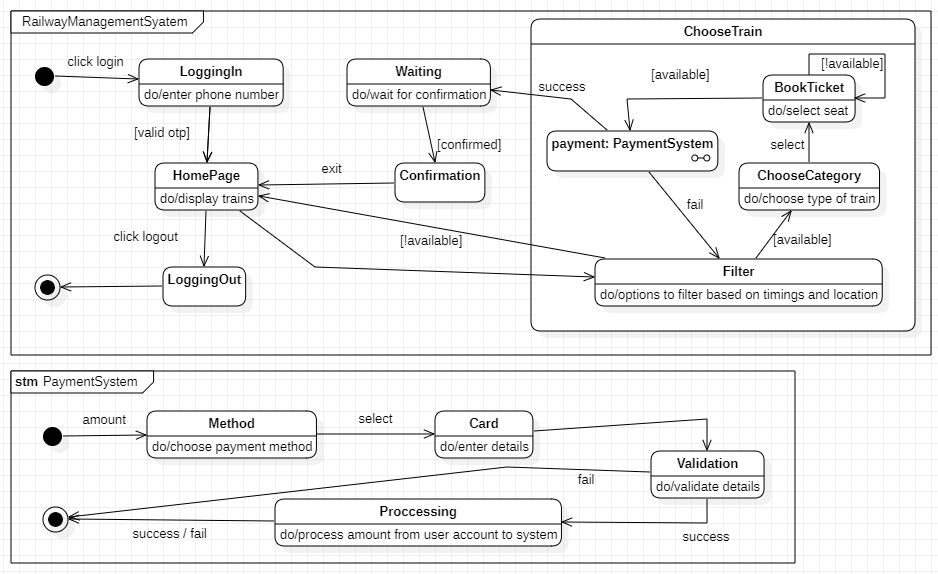 RailwayManagementSystem
ChooseTrain
click login
LoggingIn
do/enter phone number
Waiting
do/wait for confirmation
success
[available]
[!available]
BookTicket
do/select seat
[valid otp]
[confirmed]
payment: PaymentSystem
select
HomePage
do/display trains
exit
Confirmation
ChooseCategory
do/choose type of train
fail
click logout
[!available]
[available]
LoggingOut
Filter
do/options to filter based on timings and location
stm PaymentSystem
amount
Method
do/choose payment method
select
Card
do/enter details
Validation
do/validate details
fail
Proccessing
do/process amount from user account to system
success / fail
success